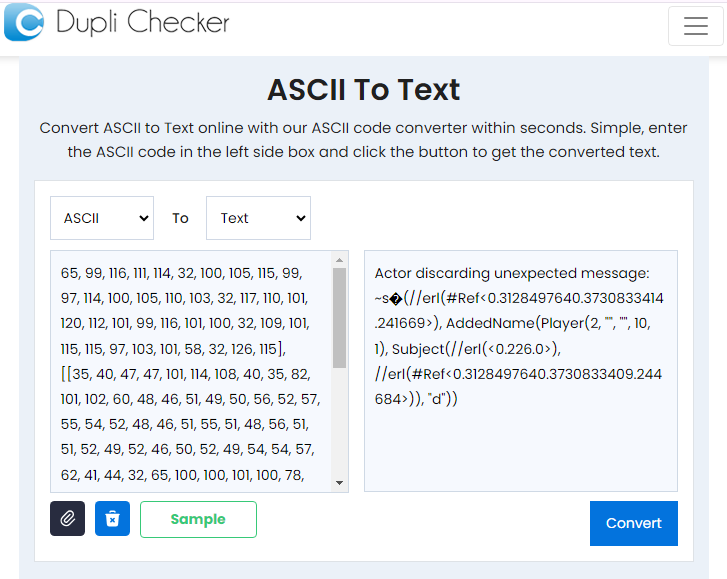 Dupli Checker
ASCII To Text
Convert ASCII to Text online with our ASCII code converter within seconds. Simple, enter
the ASCII code in the left side box and click the button to get the converted text.
ASCII To Text
65, 99, 116, 111, 114, 32, 100, 105, 115, 99,
97, 114, 100, 105, 110, 103, 32, 117, 110, 101,
120, 112, 101, 99, 116, 101, 100, 32, 109, 101,
115, 115, 97, 103, 101, 58, 32, 126, 115],
[[35, 40, 47, 47, 101, 114, 108, 40, 35, 82,
101, 102, 60, 48, 46, 51, 49, 50, 56, 52, 57,
55, 54, 52, 48, 46, 51, 55, 51, 48, 56, 51,
51, 52, 49, 52, 46, 50, 52, 49, 54, 54, 57,
62, 41, 44, 32, 65, 100, 100, 101, 100, 78,
Actor discarding unexpected message:
~s�(//erl(#Ref<0.3128497640.3730833414
.241669>), AddedName(Player(2, "", "", 10,
1), Subject(//erl(<0.226.0>),
//erl(#Ref<0.3128497640.3730833409.244
684>)), "d"))
Sample
Convert